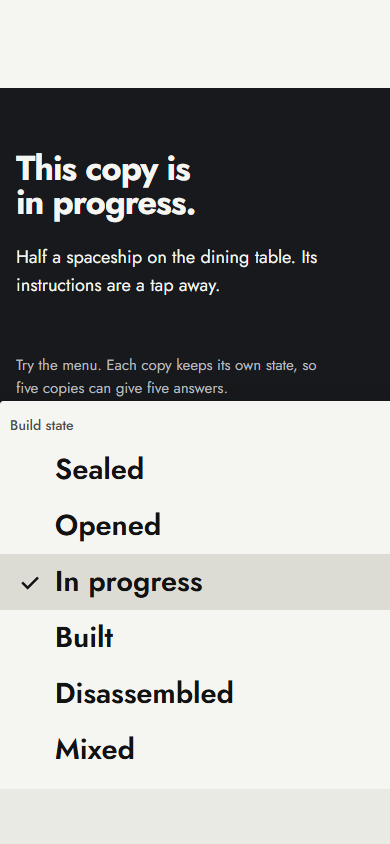 This copy is
in progress.
Half a spaceship on the dining table. Its
instructions are a tap away.
Try the menu. Each copy keeps its own state, so
five copies can give five answers.
Build state
Sealed
Opened
In progress
Built
Disassembled
Mixed